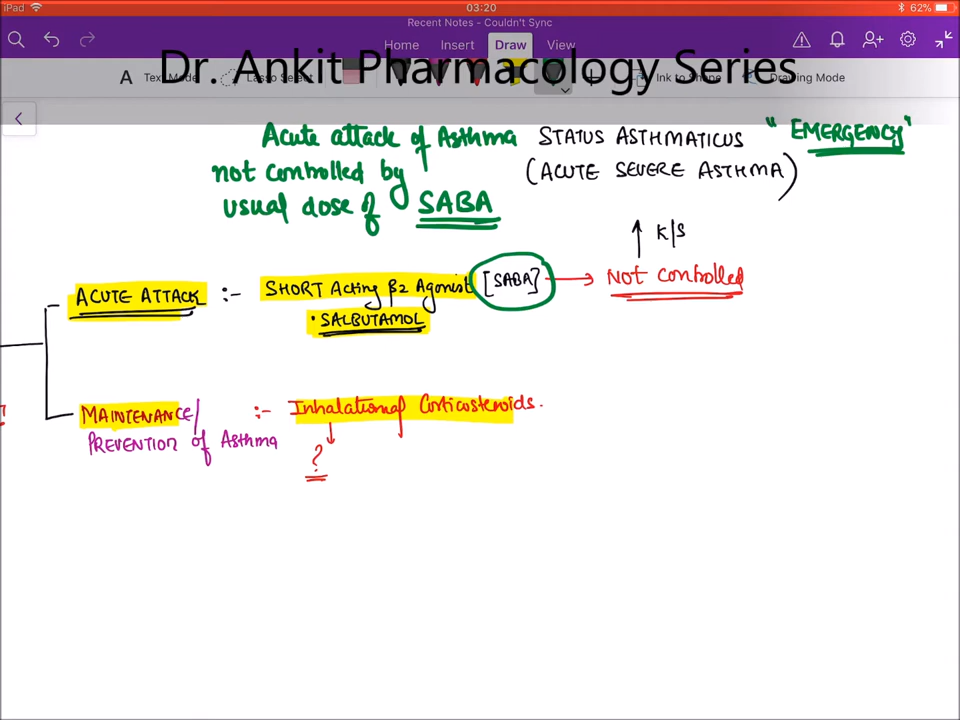 iPad 03:20 62%
Recent Notes - Couldn't Sync
Home Insert Draw View
Dr. Ankit Pharmacology Series
A Text Mode Lasso Select Ink to Shape Drawing Mode
Acute attack of Asthma
not controlled by
usual dose of SABA
STATUS ASTHMATICUS "EMERGENCY"
(ACUTE SEVERE ASTHMA)
K/S
ACUTE ATTACK :- SHORT Acting β2 Agonist [SABA] → NOT controlled
• SALBUTAMOL
MAINTENANCE/ :- Inhalational Corticosteroids.
PREVENTION of Asthma
?